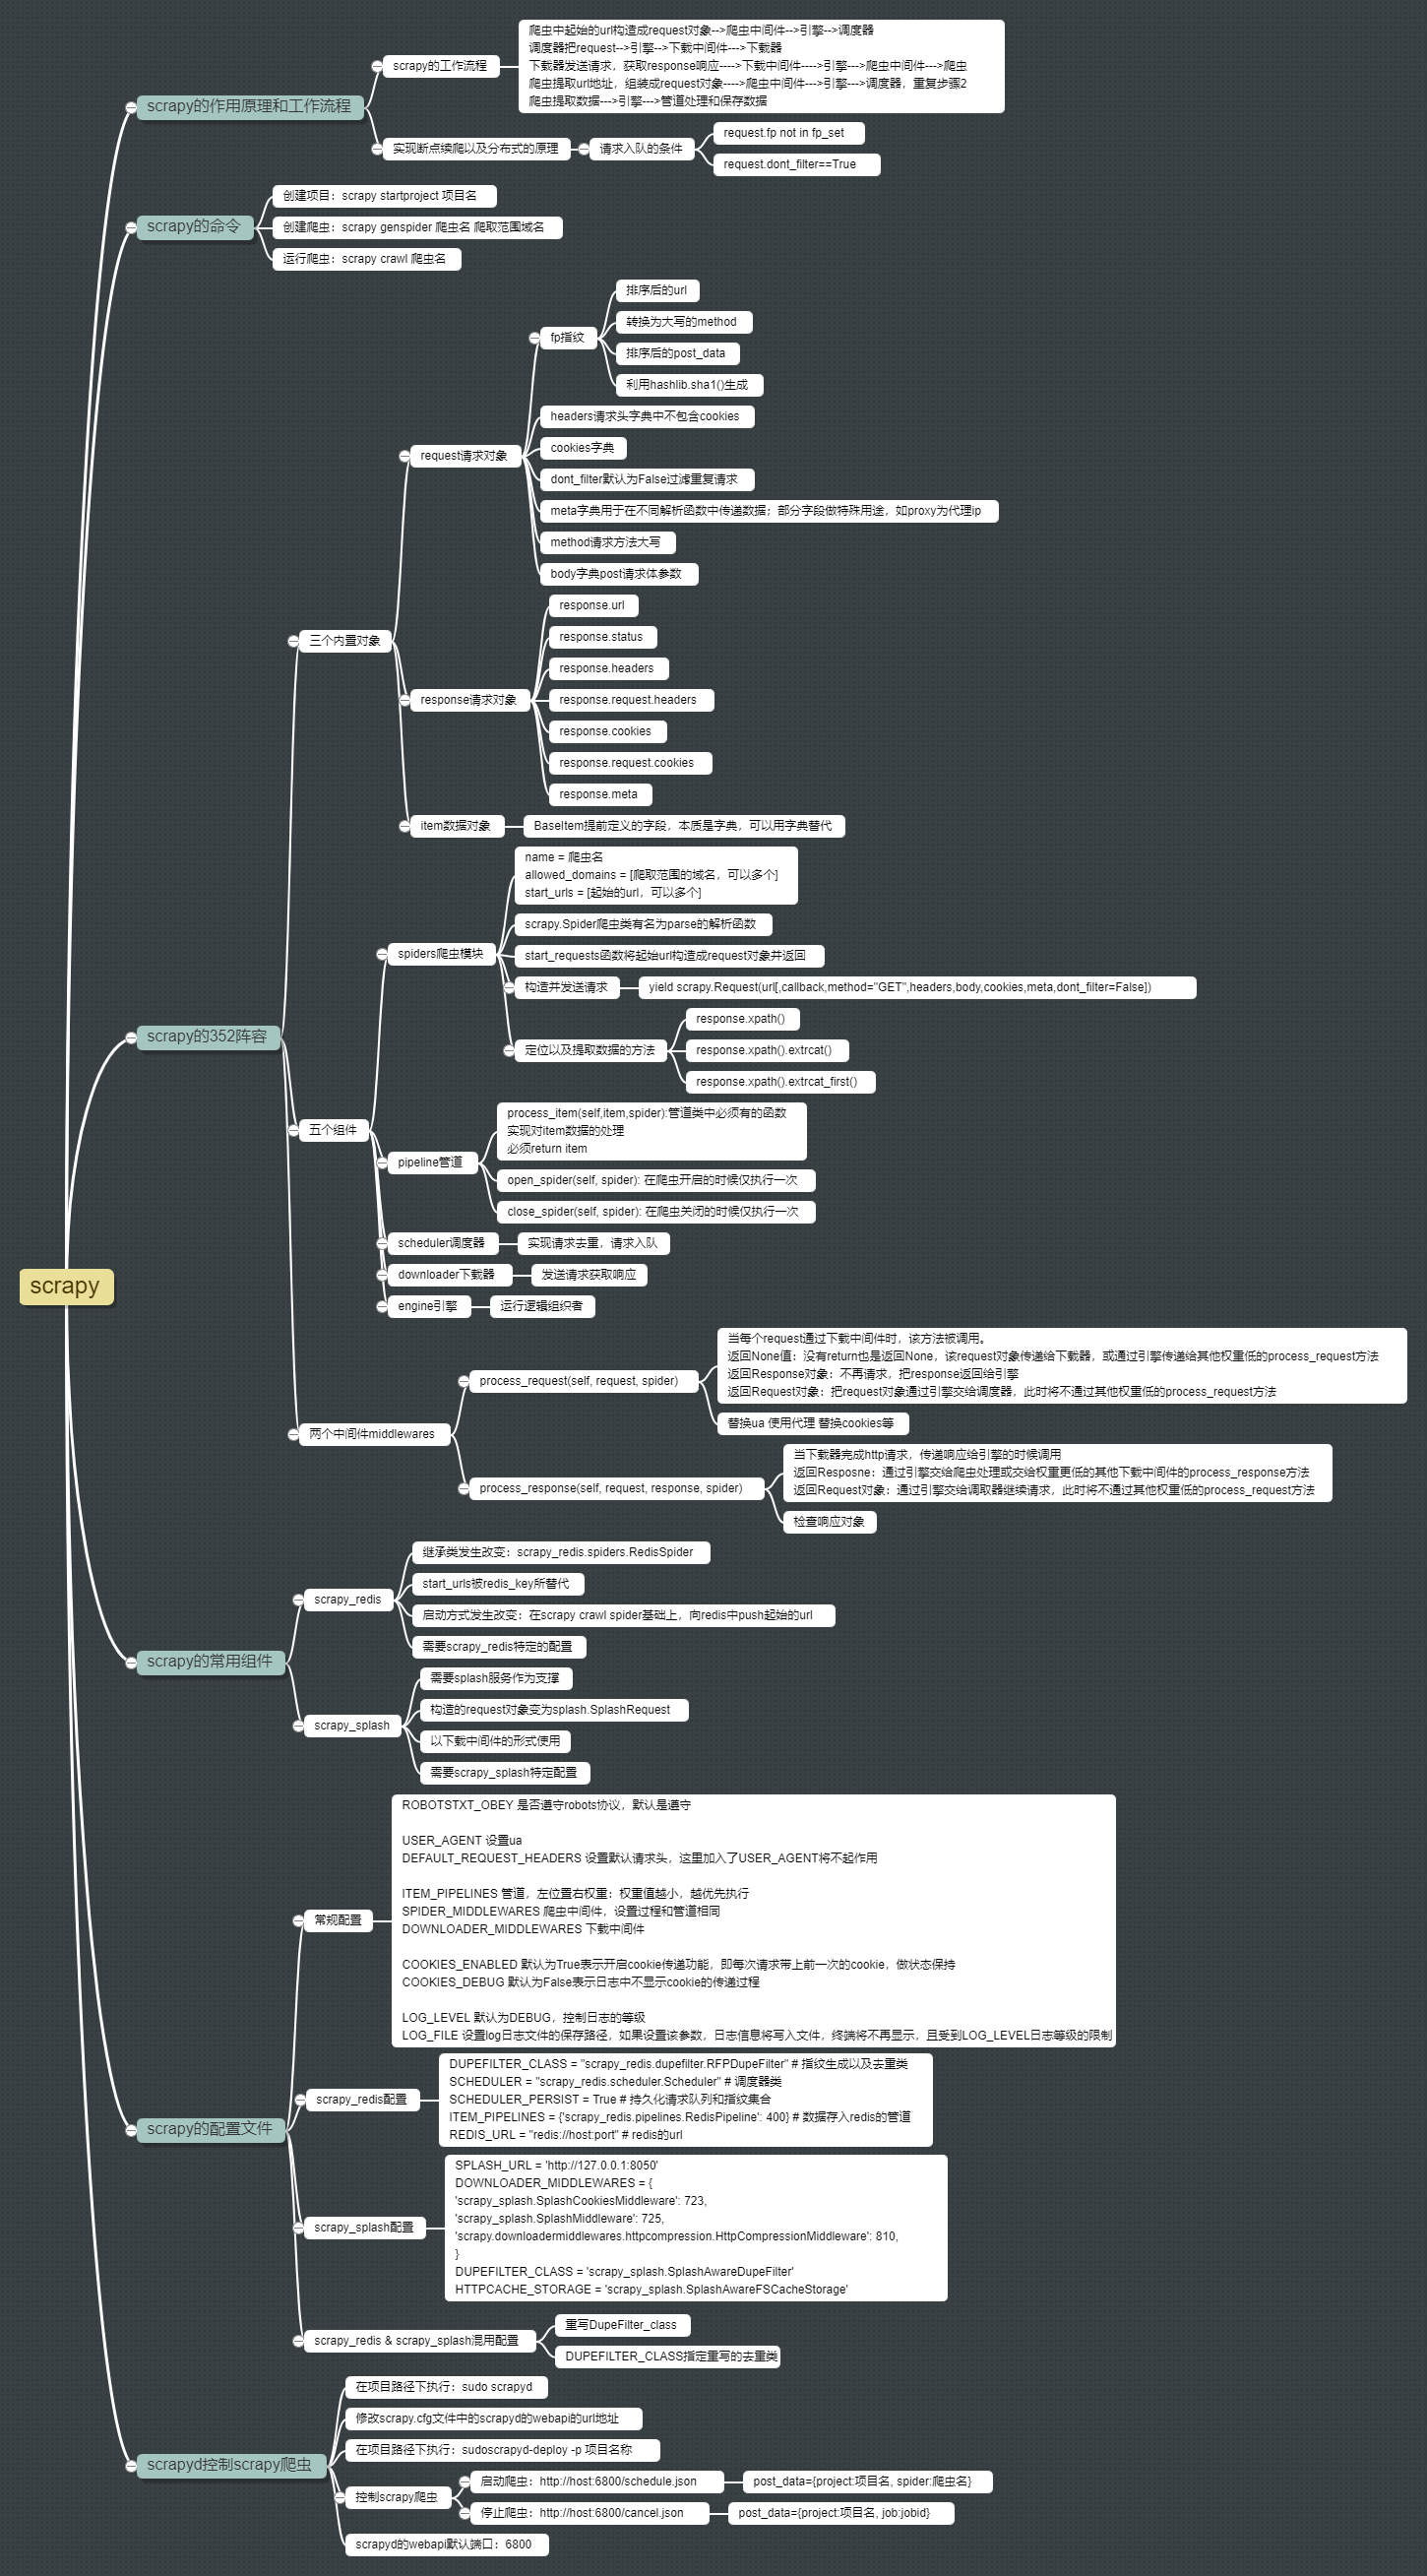 scrapy
scrapy的作用原理和工作流程
scrapy的工作流程
爬虫中起始的url构造成request对象-->爬虫中间件-->引擎-->调度器
调度器把request-->引擎-->下载中间件--->下载器
下载器发送请求，获取response响应---->下载中间件---->引擎--->爬虫中间件--->爬虫
爬虫提取url地址，组装成request对象---->爬虫中间件--->引擎--->调度器，重复步骤2
爬虫提取数据--->引擎--->管道处理和保存数据
实现断点续爬以及分布式的原理
请求入队的条件
request.fp not in fp_set
request.dont_filter==True
scrapy的命令
创建项目：scrapy startproject 项目名
创建爬虫：scrapy genspider 爬虫名 爬取范围域名
运行爬虫：scrapy crawl 爬虫名
scrapy的352阵容
三个内置对象
request请求对象
fp指纹
排序后的url
转换为大写的method
排序后的post_data
利用hashlib.sha1()生成
headers请求头字典中不包含cookies
cookies字典
dont_filter默认为False过滤重复请求
meta字典用于在不同解析函数中传递数据；部分字段做特殊用途，如proxy为代理ip
method请求方法大写
body字典post请求体参数
response请求对象
response.url
response.status
response.headers
response.request.headers
response.cookies
response.request.cookies
response.meta
item数据对象
BaseItem提前定义的字段，本质是字典，可以用字典替代
五个组件
spiders爬虫模块
name = 爬虫名
allowed_domains = [爬取范围的域名，可以多个]
start_urls = [起始的url，可以多个]
scrapy.Spider爬虫类有名为parse的解析函数
start_requests函数将起始url构造成request对象并返回
构造并发送请求
yield scrapy.Request(url[,callback,method="GET",headers,body,cookies,meta,dont_filter=False])
定位以及提取数据的方法
response.xpath()
response.xpath().extrcat()
response.xpath().extrcat_first()
pipeline管道
process_item(self,item,spider):管道类中必须有的函数
实现对item数据的处理
必须return item
open_spider(self, spider): 在爬虫开启的时候仅执行一次
close_spider(self, spider): 在爬虫关闭的时候仅执行一次
scheduler调度器
实现请求去重，请求入队
downloader下载器
发送请求获取响应
engine引擎
运行逻辑组织者
两个中间件middlewares
process_request(self, request, spider)
当每个request通过下载中间件时，该方法被调用。
返回None值：没有return也是返回None，该request对象传递给下载器，或通过引擎传递给其他权重低的process_request方法
返回Response对象：不再请求，把response返回给引擎
返回Request对象：把request对象通过引擎交给调度器，此时将不通过其他权重低的process_request方法
替换ua 使用代理 替换cookies等
process_response(self, request, response, spider)
当下载器完成http请求，传递响应给引擎的时候调用
返回Resposne：通过引擎交给爬虫处理或交给权重更低的其他下载中间件的process_response方法
返回Request对象：通过引擎交给调取器继续请求，此时将不通过其他权重低的process_request方法
检查响应对象
scrapy的常用组件
scrapy_redis
继承类发生改变：scrapy_redis.spiders.RedisSpider
start_urls被redis_key所替代
启动方式发生改变：在scrapy crawl spider基础上，向redis中push起始的url
需要scrapy_redis特定的配置
scrapy_splash
需要splash服务作为支撑
构造的request对象变为splash.SplashRequest
以下载中间件的形式使用
需要scrapy_splash特定配置
scrapy的配置文件
常规配置
ROBOTSTXT_OBEY 是否遵守robots协议，默认是遵守
USER_AGENT 设置ua
DEFAULT_REQUEST_HEADERS 设置默认请求头，这里加入了USER_AGENT将不起作用
ITEM_PIPELINES 管道，左位置右权重：权重值越小，越优先执行
SPIDER_MIDDLEWARES 爬虫中间件，设置过程和管道相同
DOWNLOADER_MIDDLEWARES 下载中间件
COOKIES_ENABLED 默认为True表示开启cookie传递功能，即每次请求带上前一次的cookie，做状态保持
COOKIES_DEBUG 默认为False表示日志中不显示cookie的传递过程
LOG_LEVEL 默认为DEBUG，控制日志的等级
LOG_FILE 设置log日志文件的保存路径，如果设置该参数，日志信息将写入文件，终端将不再显示，且受到LOG_LEVEL日志等级的限制
scrapy_redis配置
DUPEFILTER_CLASS = "scrapy_redis.dupefilter.RFPDupeFilter" # 指纹生成以及去重类
SCHEDULER = "scrapy_redis.scheduler.Scheduler" # 调度器类
SCHEDULER_PERSIST = True # 持久化请求队列和指纹集合
ITEM_PIPELINES = {'scrapy_redis.pipelines.RedisPipeline': 400} # 数据存入redis的管道
REDIS_URL = "redis://host:port" # redis的url
scrapy_splash配置
SPLASH_URL = 'http://127.0.0.1:8050'
DOWNLOADER_MIDDLEWARES = {
'scrapy_splash.SplashCookiesMiddleware': 723,
'scrapy_splash.SplashMiddleware': 725,
'scrapy.downloadermiddlewares.httpcompression.HttpCompressionMiddleware': 810,
}
DUPEFILTER_CLASS = 'scrapy_splash.SplashAwareDupeFilter'
HTTPCACHE_STORAGE = 'scrapy_splash.SplashAwareFSCacheStorage'
scrapy_redis & scrapy_splash混用配置
重写DupeFilter_class
DUPEFILTER_CLASS指定重写的去重类
scrapyd控制scrapy爬虫
在项目路径下执行：sudo scrapyd
修改scrapy.cfg文件中的scrapyd的webapi的url地址
在项目路径下执行：sudoscrapyd-deploy -p 项目名称
控制scrapy爬虫
启动爬虫：http://host:6800/schedule.json
post_data={project:项目名, spider:爬虫名}
停止爬虫：http://host:6800/cancel.json
post_data={project:项目名, job:jobid}
scrapyd的webapi默认端口：6800